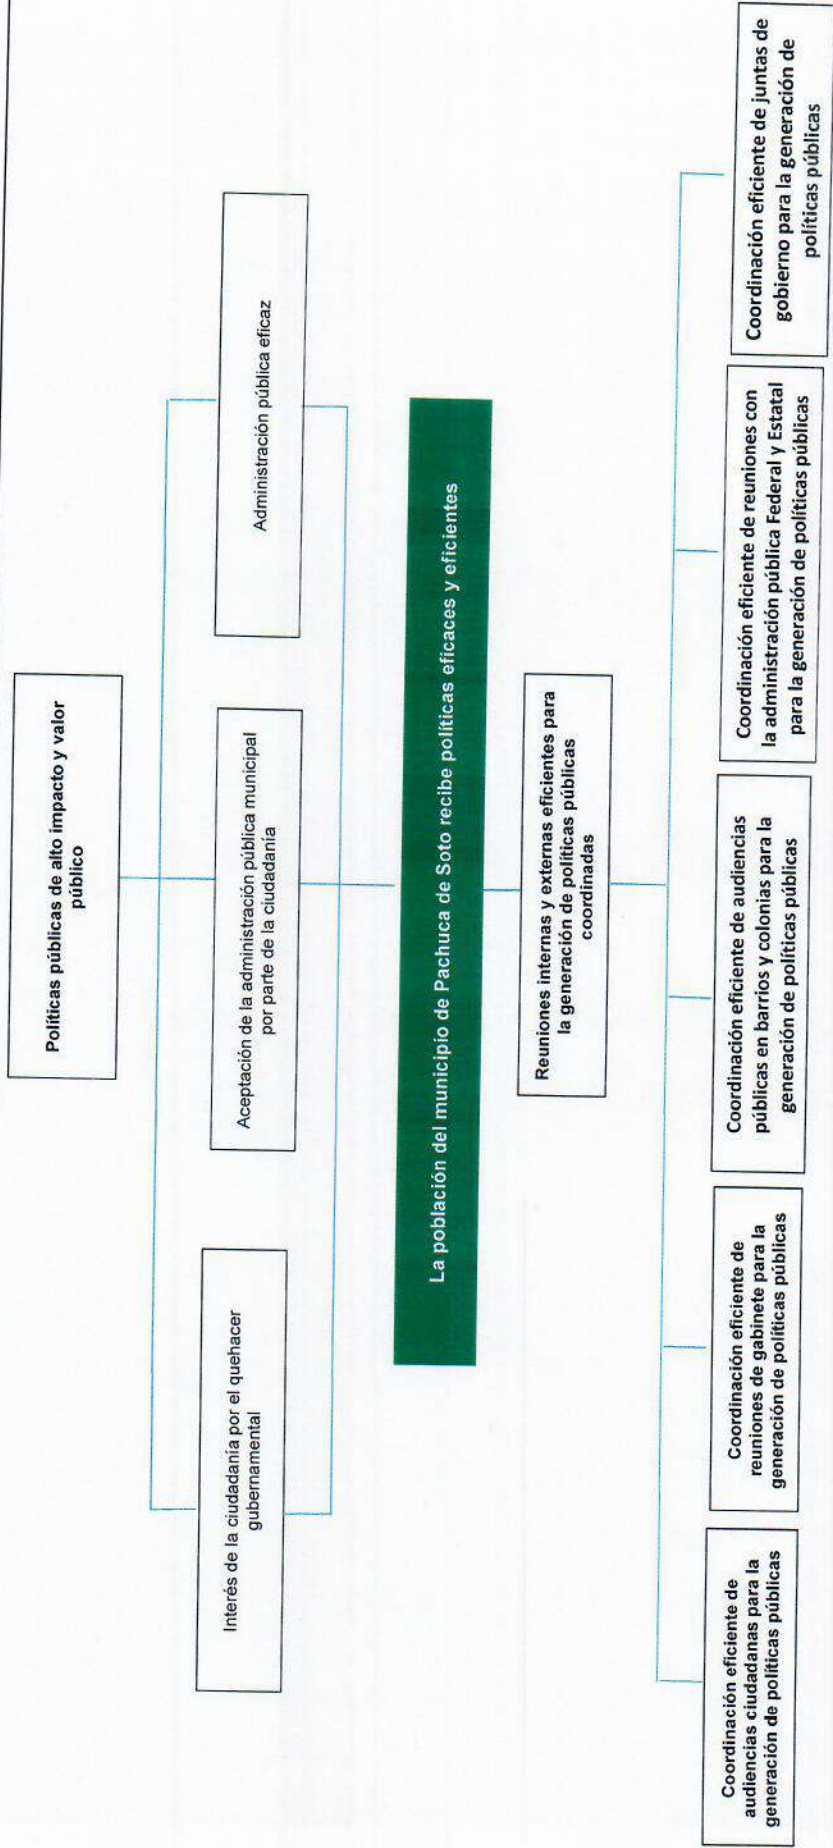 Políticas públicas de alto impacto y valor
público
Interés de la ciudadanía por el quehacer
gubernamental
Aceptación de la administración pública municipal
por parte de la ciudadanía
Administración pública eficaz
La población del municipio de Pachuca de Soto recibe políticas eficaces y eficientes
Reuniones internas y externas eficientes para
la generación de políticas públicas
coordinadas
Coordinación eficiente de
audiencias ciudadanas para la
generación de políticas públicas
Coordinación eficiente de
reuniones de gabinete para la
generación de políticas públicas
Coordinación eficiente de audiencias
públicas en barrios y colonias para la
generación de políticas públicas
Coordinación eficiente de reuniones con
la administración pública Federal y Estatal
para la generación de políticas públicas
Coordinación eficiente de juntas de
gobierno para la generación de
políticas públicas